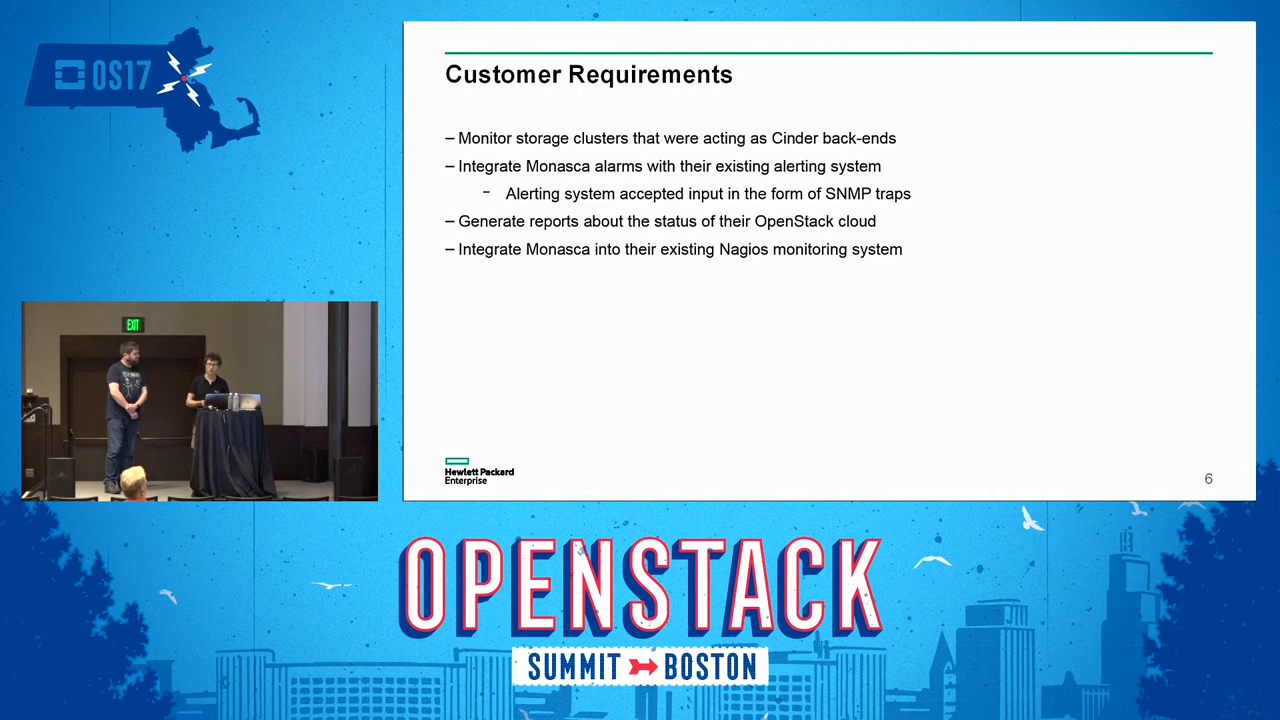 OS17
Customer Requirements
– Monitor storage clusters that were acting as Cinder back-ends
– Integrate Monasca alarms with their existing alerting system
– Alerting system accepted input in the form of SNMP traps
– Generate reports about the status of their OpenStack cloud
– Integrate Monasca into their existing Nagios monitoring system
EXIT
Hewlett Packard
Enterprise
6
OPENSTACK
SUMMIT BOSTON